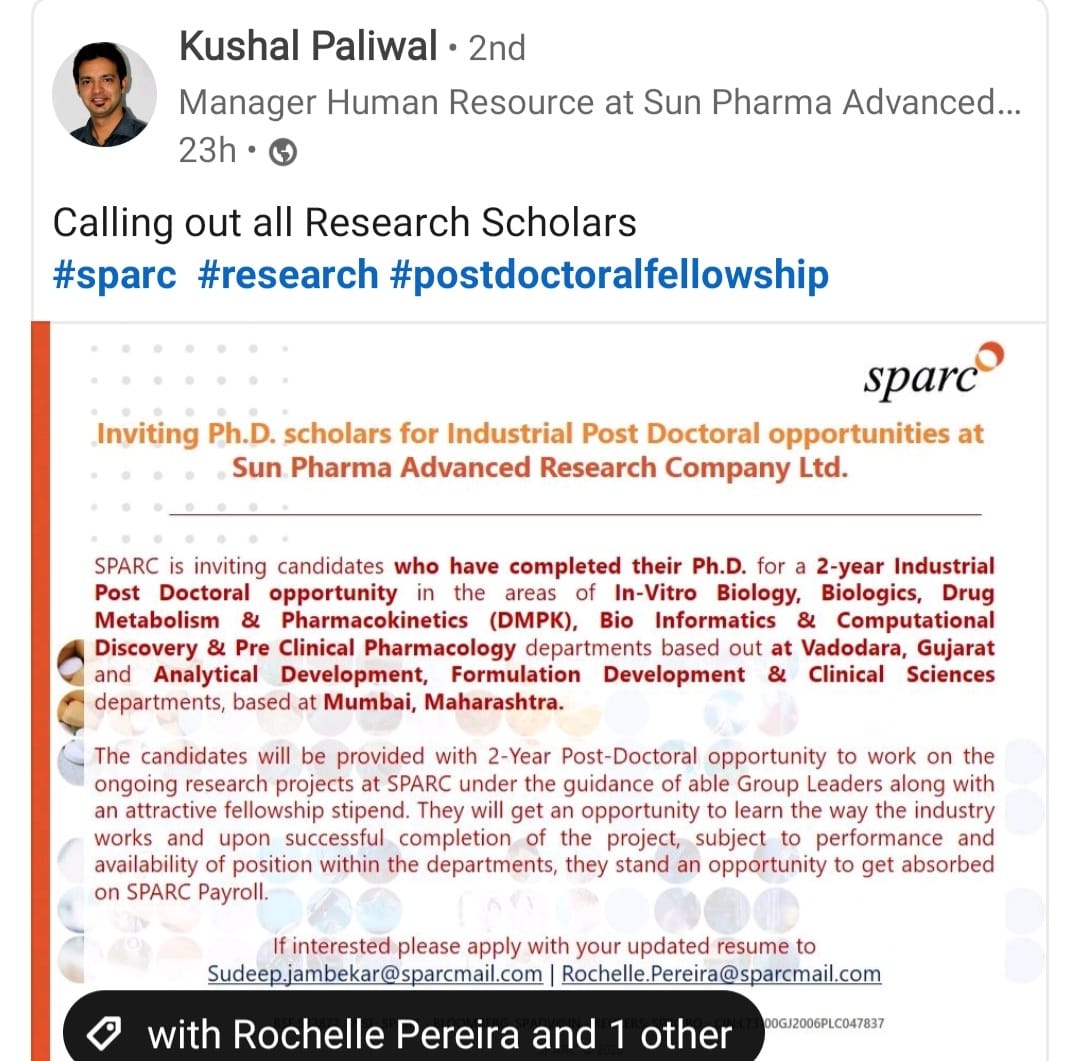 Kushal Paliwal • 2nd
Manager Human Resource at Sun Pharma Advanced...
23h •
Calling out all Research Scholars
#sparc #research #postdoctoralfellowship
sparc
Inviting Ph.D. scholars for Industrial Post Doctoral opportunities at
Sun Pharma Advanced Research Company Ltd.
SPARC is inviting candidates who have completed their Ph.D. for a 2-year Industrial
Post Doctoral opportunity in the areas of In-Vitro Biology, Biologics, Drug
Metabolism & Pharmacokinetics (DMPK), Bio Informatics & Computational
Discovery & Pre Clinical Pharmacology departments based out at Vadodara, Gujarat
and Analytical Development, Formulation Development & Clinical Sciences
departments, based at Mumbai, Maharashtra.
The candidates will be provided with 2-Year Post-Doctoral opportunity to work on the
ongoing research projects at SPARC under the guidance of able Group Leaders along with
an attractive fellowship stipend. They will get an opportunity to learn the way the industry
works and upon successful completion of the project, subject to performance and
availability of position within the departments, they stand an opportunity to get absorbed
on SPARC Payroll.
If interested please apply with your updated resume to
Sudeep.jambekar@sparcmail.com | Rochelle.Pereira@sparcmail.com
00GJ2006PLC047837
with Rochelle Pereira and 1 other